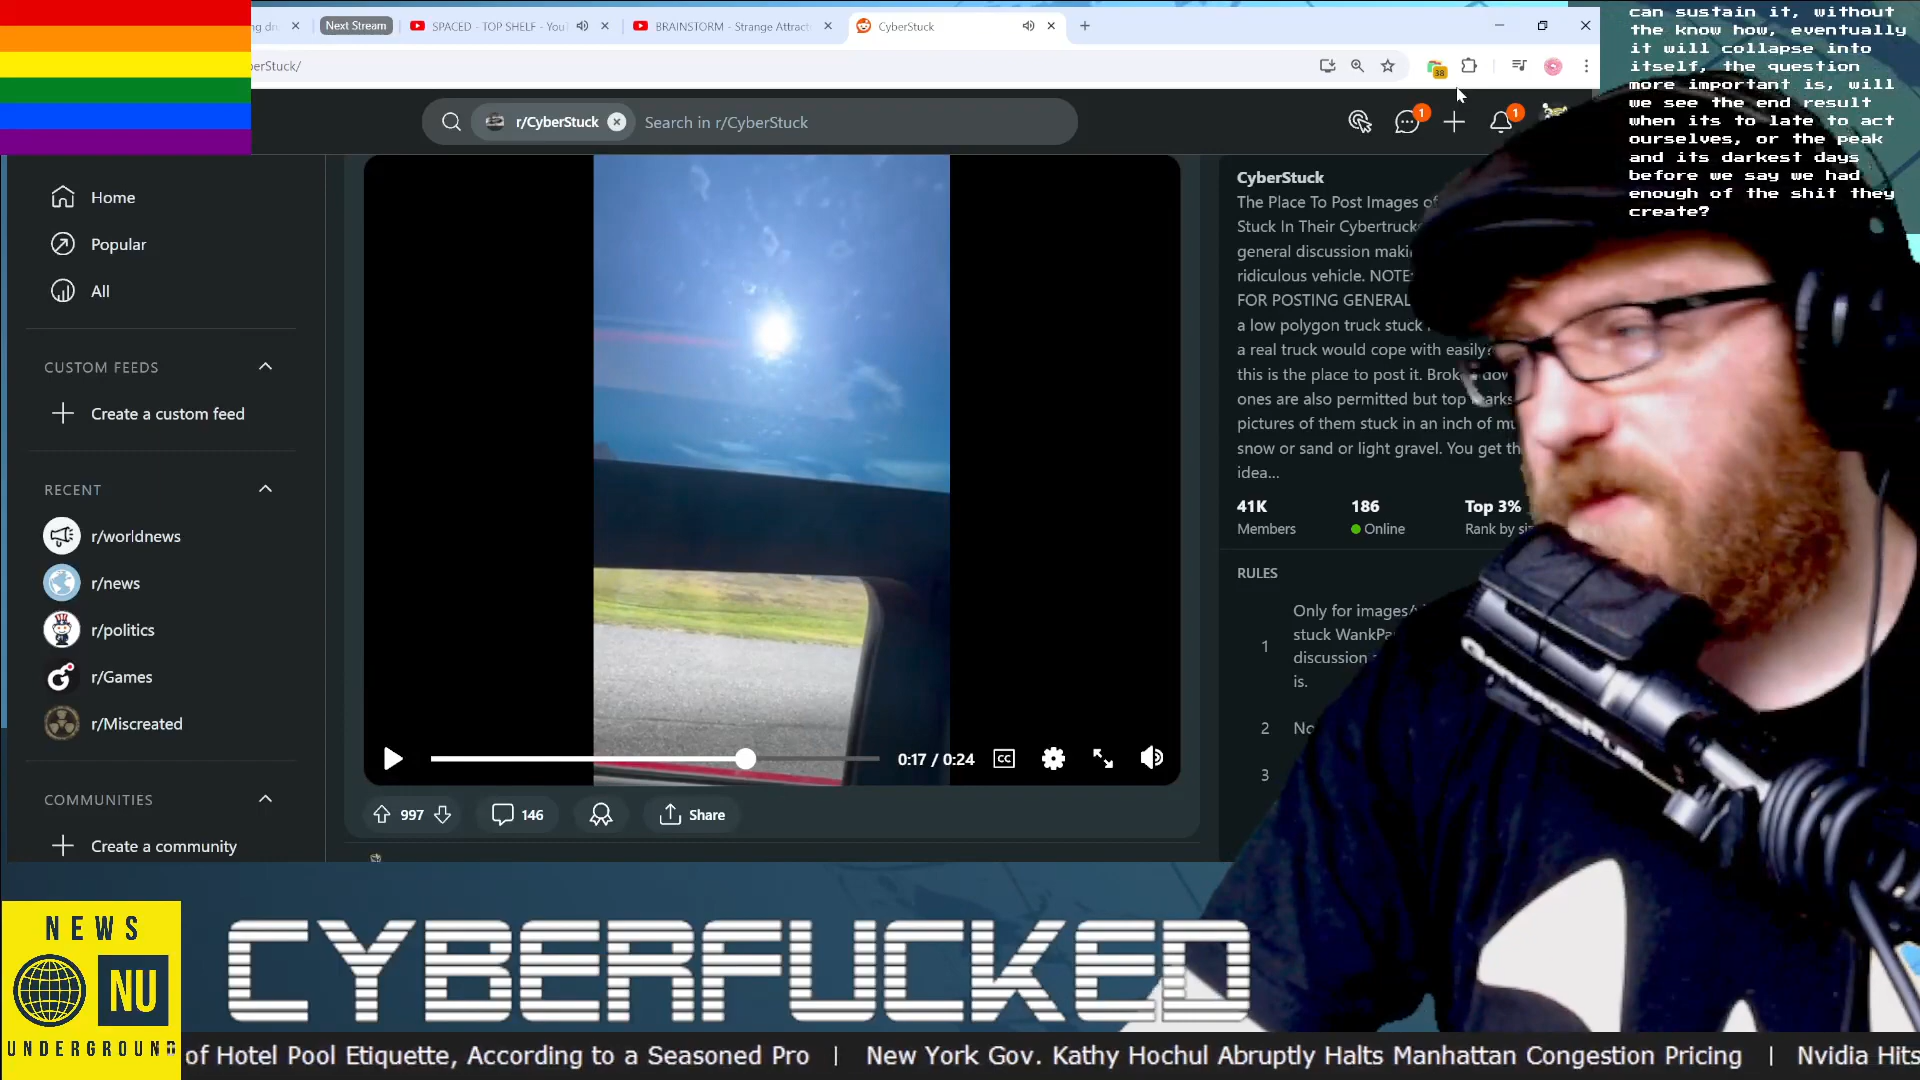 ng dr
Next Stream
SPACED - TOP SHELF - You
BRAINSTORM - Strange Attract
CyberStuck
erStuck/
38
r/CyberStuck
Search in r/CyberStuck
1
1
can sustain it, without
the know how, eventually
it will collapse into
itself, the question
more important is, will
we see the end result
when its to late to act
ourselves, or the peak
and its darkest days
before we say we had
enough of the shit they
create?
Home
Popular
All
CUSTOM FEEDS
Create a custom feed
RECENT
r/worldnews
r/news
r/politics
r/Games
r/Miscreated
COMMUNITIES
Create a community
0:17 / 0:24
CC
997
146
Share
CyberStuck
The Place To Post Images of
Stuck In Their Cybertruck
general discussion
ridiculous vehicle. NOTE
FOR POSTING GENERAL
a low polygon truck stuck
a real truck would cope with easily?
this is the place to post it.
ones are also permitted but top marks
pictures of them stuck in an inch of
snow or sand or light gravel. You get
idea...
41K
Members
186
Online
Top 3%
Rank by
RULES
1
Only for images/
stuck
discussion
is.
2
3
NEWS
NU
UNDERGROUND
CYBERFUCKED
of Hotel Pool Etiquette, According to a Seasoned Pro | New York Gov. Kathy Hochul Abruptly Halts Manhattan Congestion Pricing | Nvidia Hits